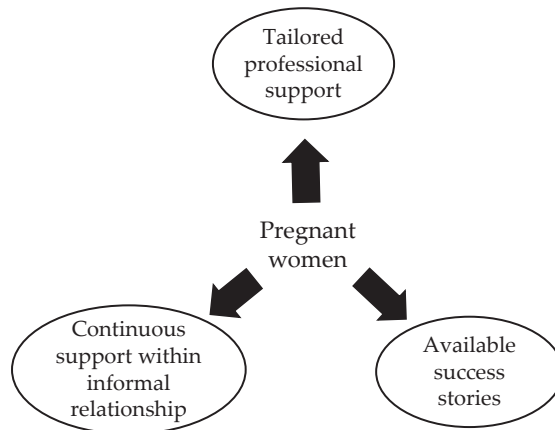 Tailored
professional
support
Pregnant
women
Continuous
support within
informal
relationship
Available
success
stories